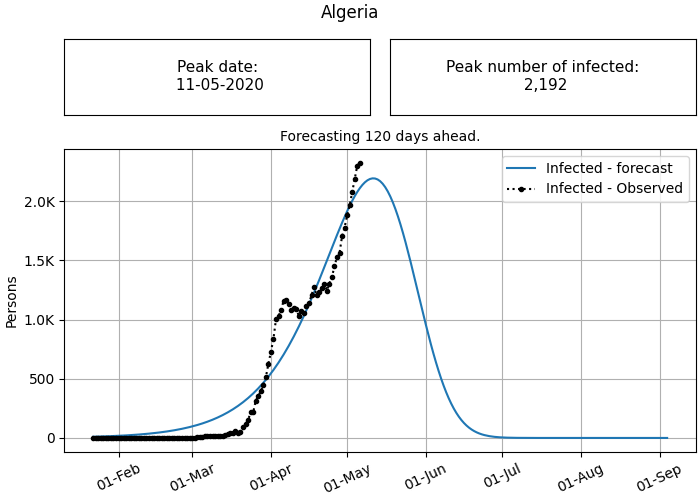 Algeria
Peak date:
11-05-2020
Peak number of infected:
2,192
Forecasting 120 days ahead.
Infected - forecast
Infected - Observed
Persons
2.0K
1.5K
1.0K
500
0
01-Feb
01-Mar
01-Apr
01-May
01-Jun
01-Jul
01-Aug
01-Sep